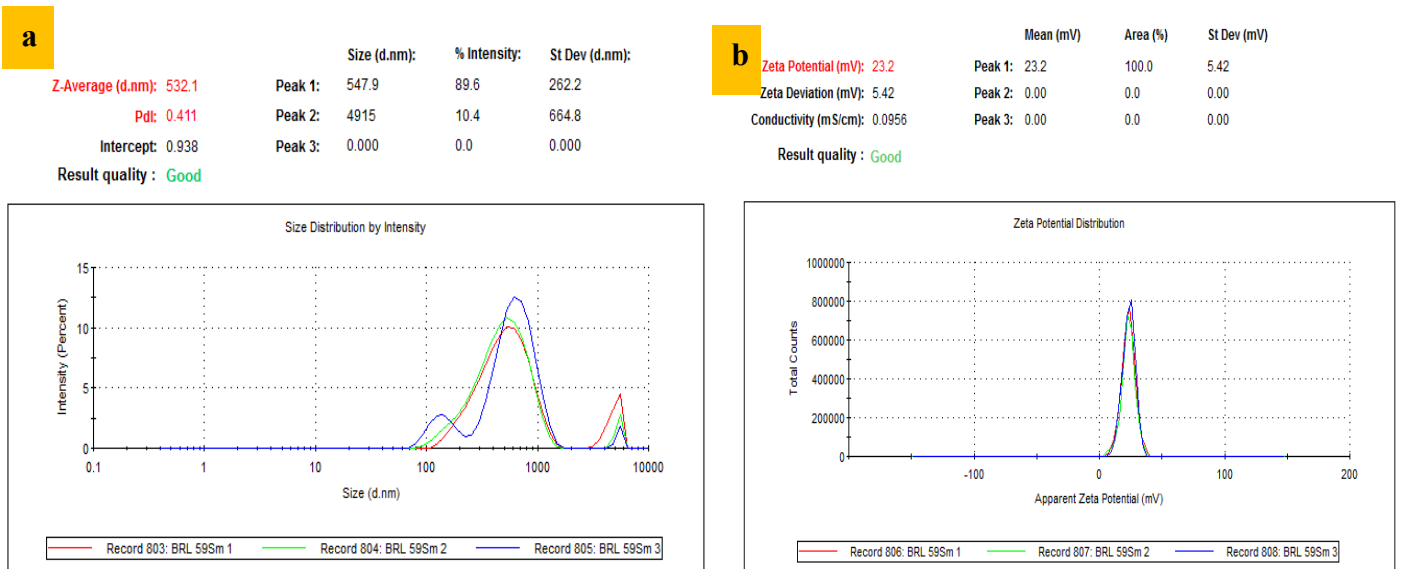 a
Size (d.nm): % Intensity: St Dev (d.nm):
Z-Average (d.nm): 532.1 Peak 1: 547.9 89.6 262.2
PdI: 0.411 Peak 2: 4915 10.4 664.8
Intercept: 0.938 Peak 3: 0.000 0.0 0.000
Result quality : Good
Size Distribution by Intensity
15
10
5
0
Intensity (Percent)
0.1 1 10 100 1000 10000
Size (d.nm)
Record 803: BRL 59Sm 1 Record 804: BRL 59Sm 2 Record 805: BRL 59Sm 3
b
Mean (mV) Area (%) St Dev (mV)
Zeta Potential (mV): 23.2 Peak 1: 23.2 100.0 5.42
Zeta Deviation (mV): 5.42 Peak 2: 0.00 0.0 0.00
Conductivity (mS/cm): 0.0956 Peak 3: 0.00 0.0 0.00
Result quality : Good
Zeta Potential Distribution
1000000
800000
600000
400000
200000
0
Total Counts
-100 0 100 200
Apparent Zeta Potential (mV)
Record 806: BRL 59Sm 1 Record 807: BRL 59Sm 2 Record 808: BRL 59Sm 3